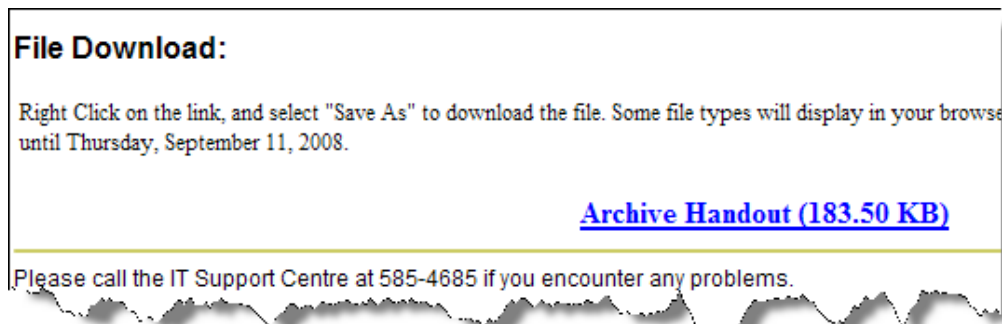 File Download:
Right Click on the link, and select "Save As" to download the file. Some file types will display in your browse
until Thursday, September 11, 2008.
Archive Handout (183.50 KB)
Please call the IT Support Centre at 585-4685 if you encounter any problems.